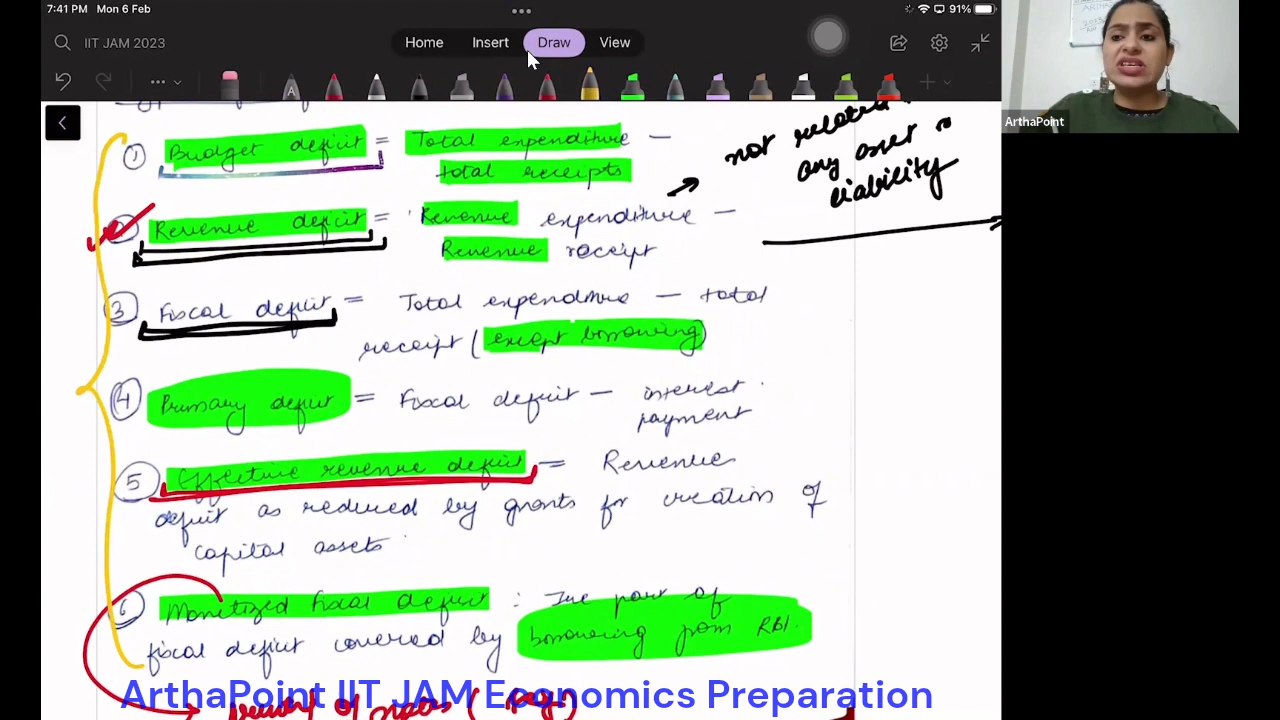 7:41 PM Mon 6 Feb
91%
IIT JAM 2023
Home Insert Draw View
ArthaPoint
① Budget deficit = Total expenditure —
total receipts
not related
any asset or
liability
② Revenue deficit = Revenue expenditure —
Revenue receipt
③ Fiscal deficit = Total expenditure — total
receipt (except borrowing)
④ Primary deficit = Fiscal deficit — interest
payment
⑤ Effective revenue deficit = Revenue
deficit as reduced by grants for creation of
capital assets
⑥ Monetized fiscal deficit : The part of
fiscal deficit covered by borrowing from RBI.
ArthaPoint IIT JAM Economics Preparation